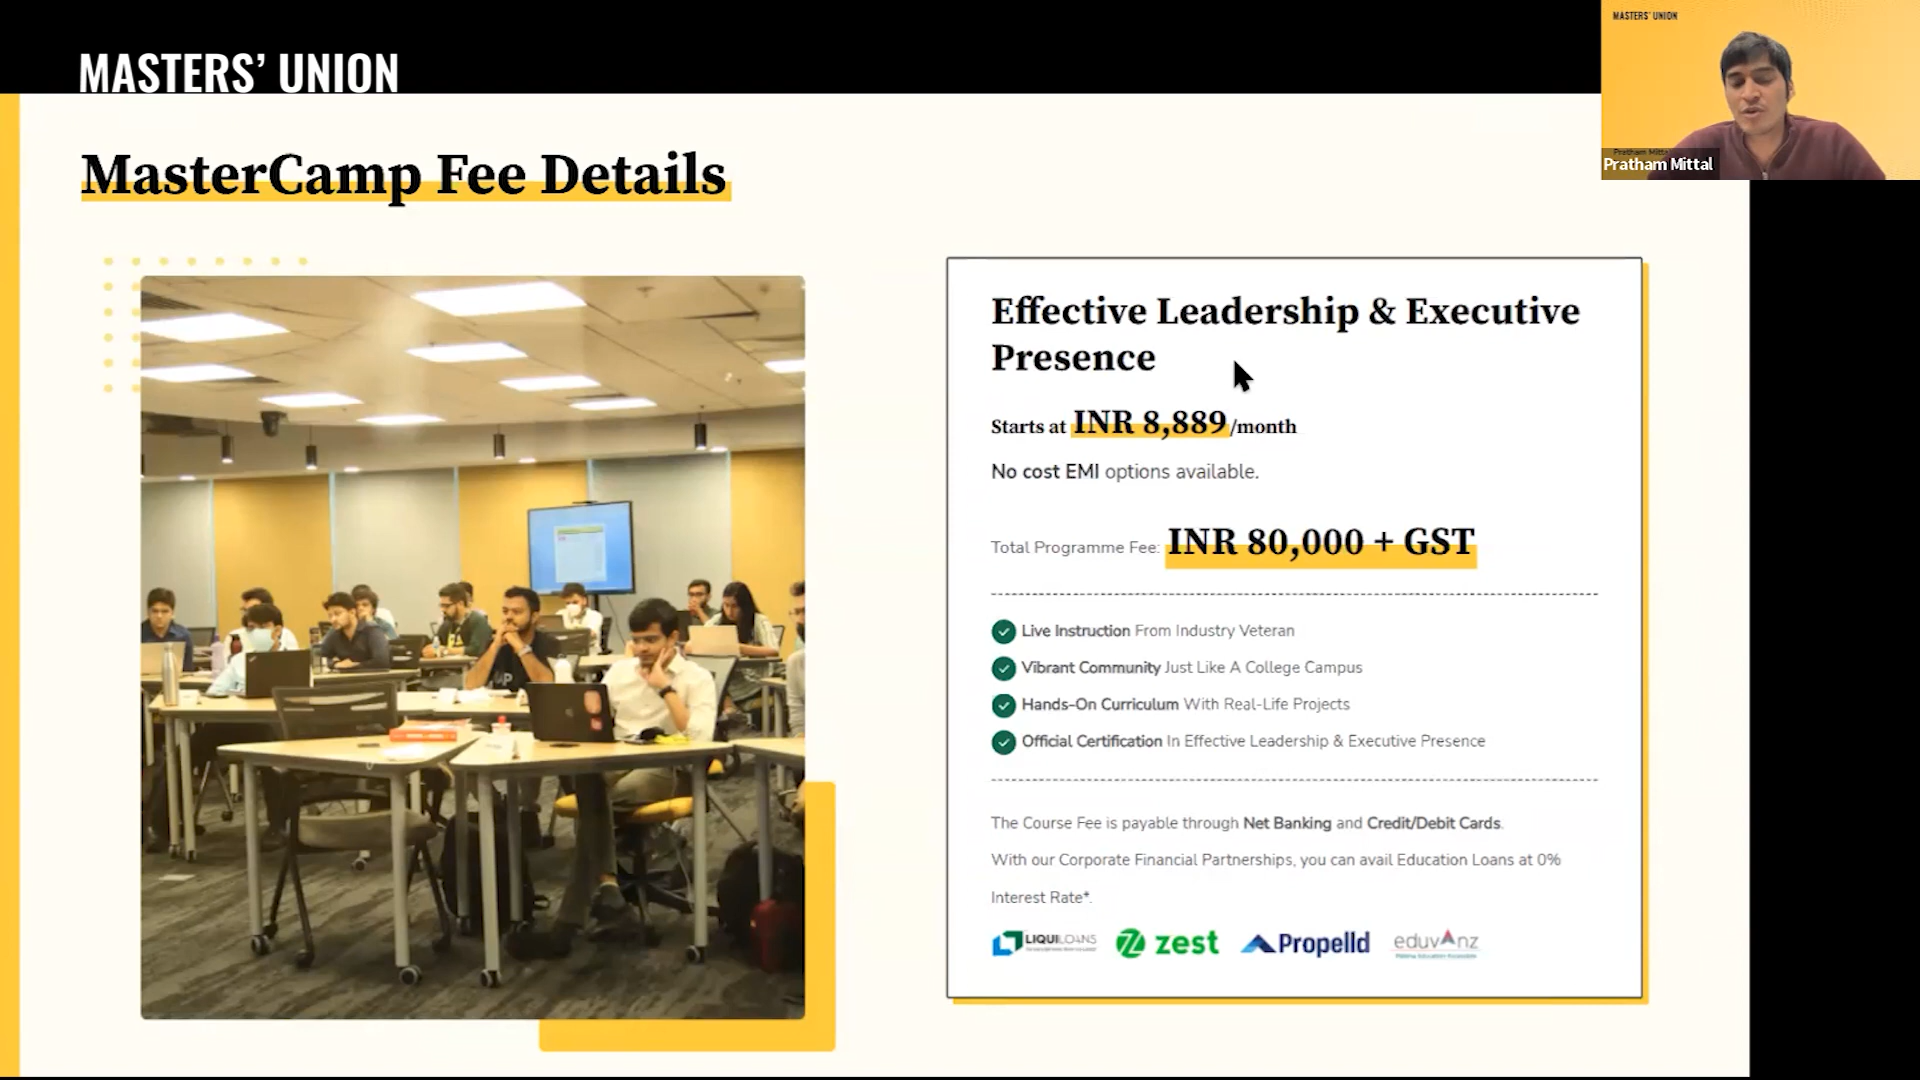 MASTERS' UNION
MASTERS' UNION
Pratham Mittal
MasterCamp Fee Details
Effective Leadership & Executive
Presence
Starts at INR 8,889/month
No cost EMI options available.
Total Programme Fee: INR 80,000 + GST
Live Instruction From Industry Veteran
Vibrant Community Just Like A College Campus
Hands-On Curriculum With Real-Life Projects
Official Certification In Effective Leadership & Executive Presence
The Course Fee is payable through Net Banking and Credit/Debit Cards.
With our Corporate Financial Partnerships, you can avail Education Loans at 0%
Interest Rate*.
LIQUILOANS zest Propelld eduvanz